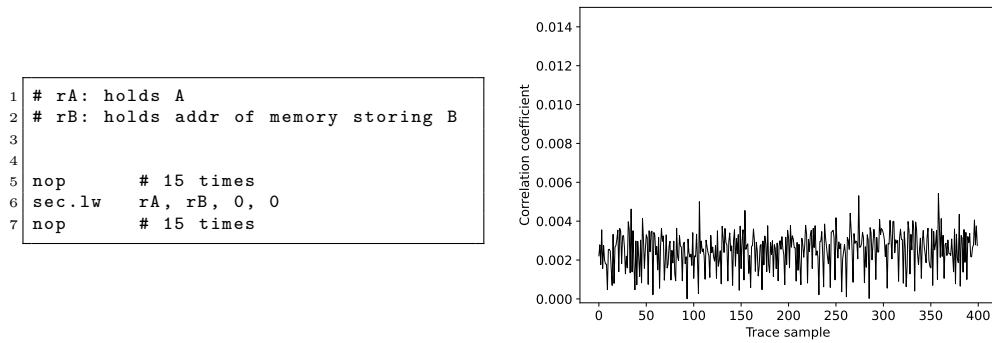 1 # rA: holds A
2 # rB: holds addr of memory storing B
3
4
5 nop # 15 times
6 sec.lw rA, rB, 0, 0
7 nop # 15 times
Correlation coefficient
0.014
0.012
0.010
0.008
0.006
0.004
0.002
0.000
0 50 100 150 200 250 300 350 400
Trace sample